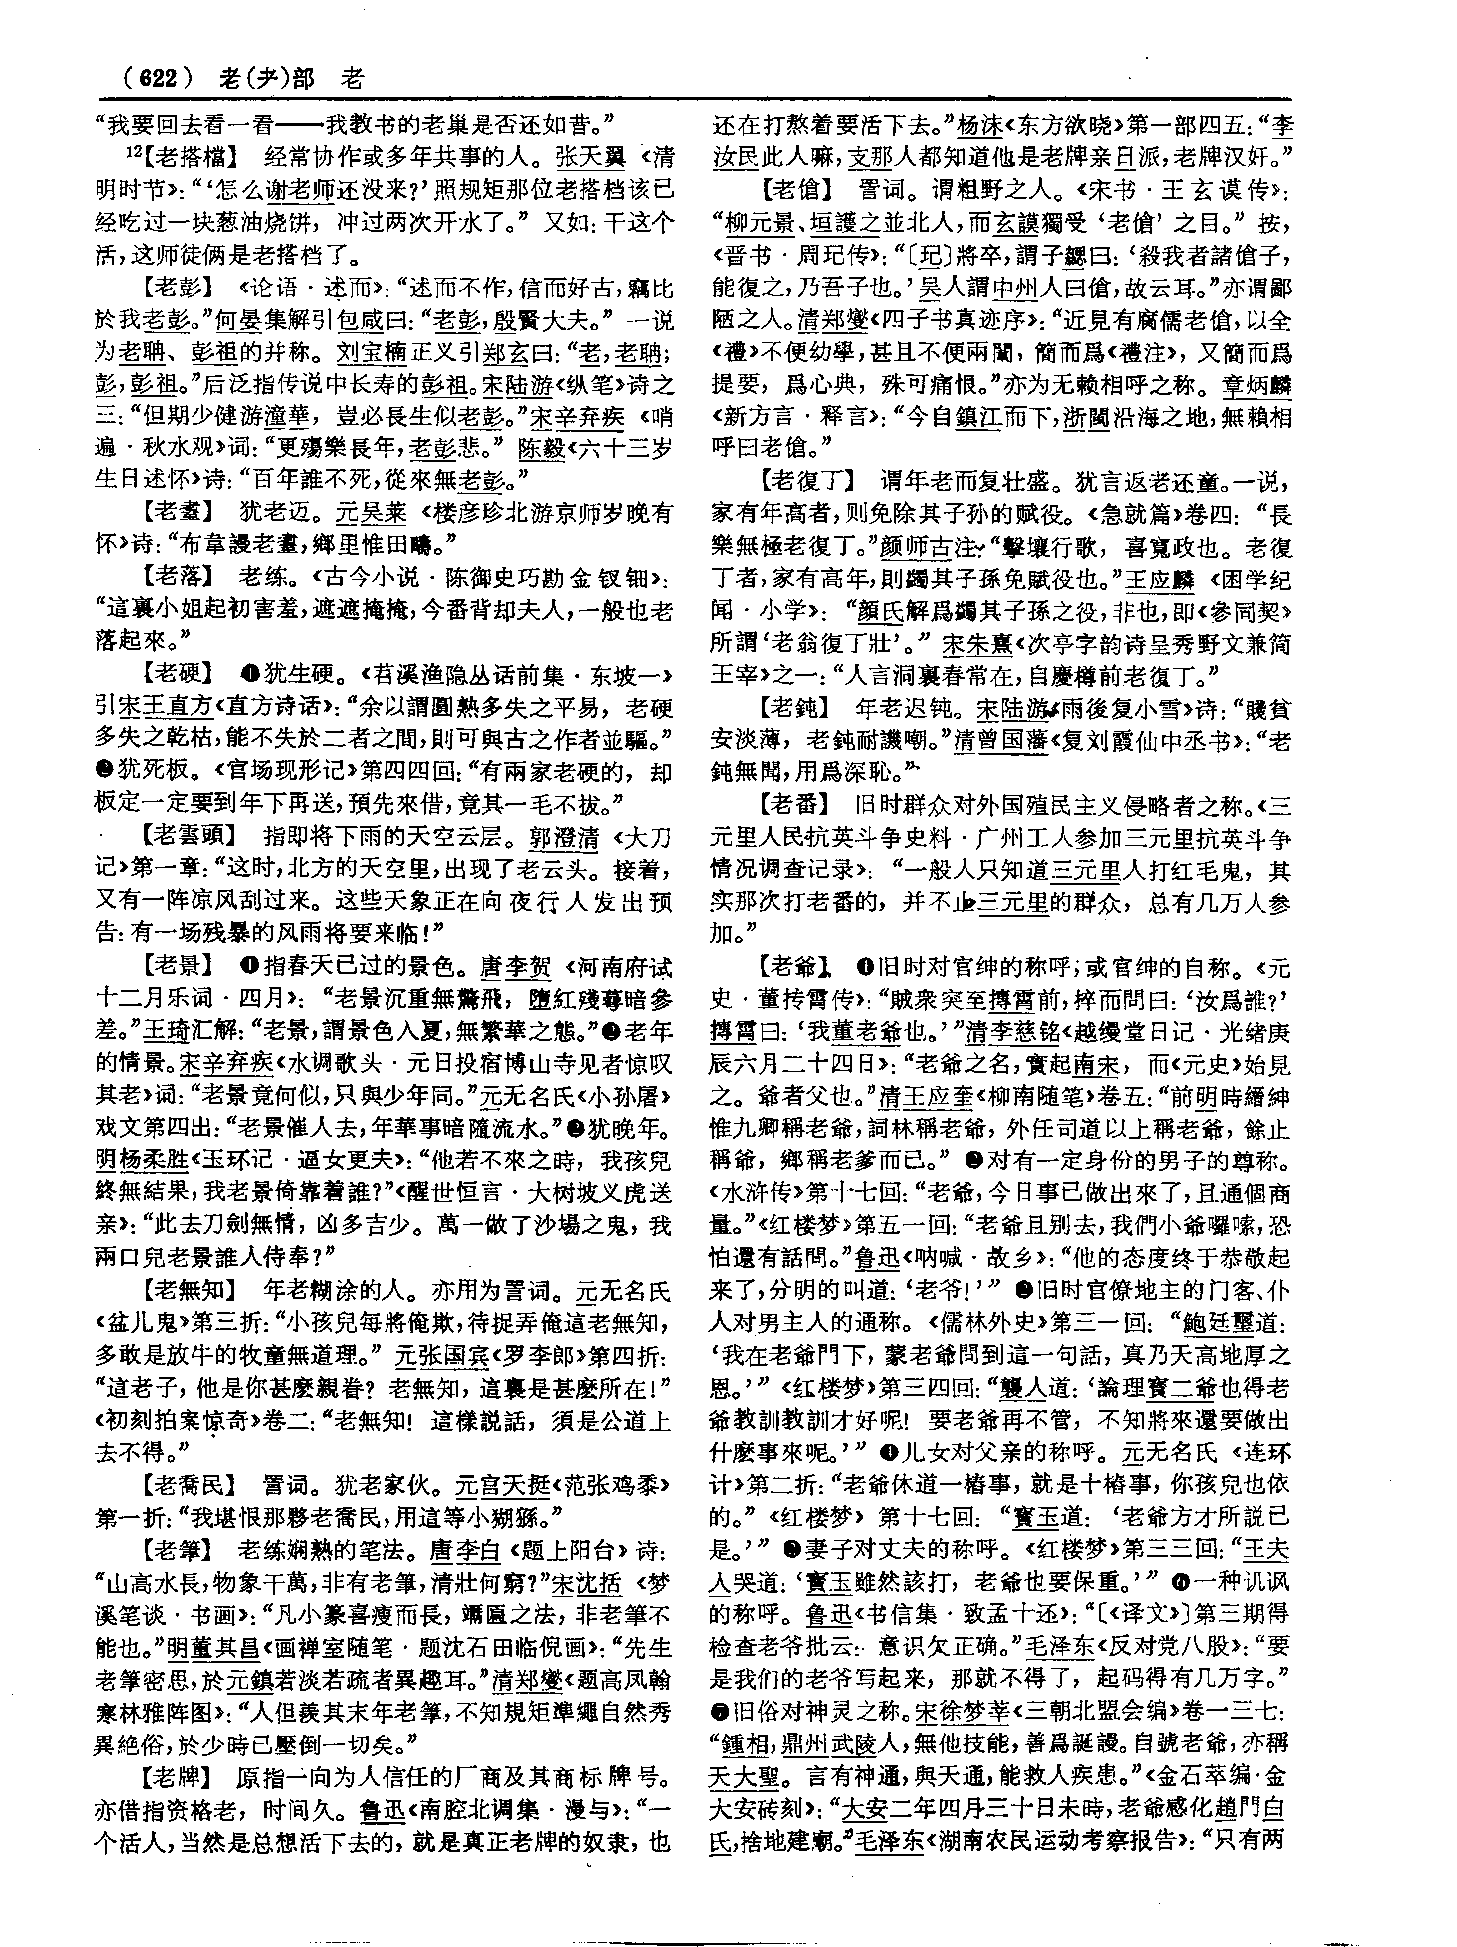 （622） 老(耂)部 老
“我要回去看一看——我教书的老巢是否还如昔。”
12【老搭檔】 经常协作或多年共事的人。张天翼《清
明时节》：“‘怎么谢老师还没来？’照规矩那位老搭档该已
经吃过一块葱油烧饼，冲过两次开水了。”又如：干这个
活，这师徒俩是老搭档了。
【老彭】 《论语·述而》：“述而不作，信而好古，竊比
於我老彭。”何晏集解引包咸曰：“老彭，殷賢大夫。”一说
为老聃、彭祖的并称。刘宝楠正义引郑玄曰：“老，老聃；
彭，彭祖。”后泛指传说中长寿的彭祖。宋陆游《纵笔》诗之
三：“但期少健游潼華，豈必長生似老彭。”宋辛弃疾《哨
遍·秋水观》词：“更殤樂長年，老彭悲。”陈毅《六十三岁
生日述怀》诗：“百年誰不死，從來無老彭。”
【老耋】 犹老迈。元吴莱《楼彦珍北游京师岁晚有
怀》诗：“布韋謾老耋，鄉里惟田疇。”
【老落】 老练。《古今小说·陈御史巧勘金钗钿》：
“這裏小姐起初害羞，遮遮掩掩，今番背却夫人，一般也老
落起來。”
【老硬】 ❶犹生硬。《苕溪渔隐丛话前集·东坡一》
引宋王直方《直方诗话》：“余以謂圓熟多失之平易，老硬
多失之乾枯，能不失於二者之間，則可與古之作者並驅。”
❷犹死板。《官场现形记》第四四回：“有兩家老硬的，却
板定一定要到年下再送，預先來借，竟其一毛不拔。”
【老雲頭】 指即将下雨的天空云层。郭澄清《大刀
记》第一章：“这时，北方的天空里，出现了老云头。接着，
又有一阵凉风刮过来。这些天象正在向夜行人发出预
告：有一场残暴的风雨将要来临！”
【老景】 ❶指春天已过的景色。唐李贺《河南府试
十二月乐词·四月》：“老景沉重無驚飛，墮紅殘萼暗參
差。”王琦汇解：“老景，謂景色入夏，無繁華之態。”❷老年
的情景。宋辛弃疾《水调歌头·元日投宿博山寺见者惊叹
其老》词：“老景竟何似，只與少年同。”元无名氏《小孙屠》
戏文第四出：“老景催人去，年華事暗隨流水。”❸犹晚年。
明杨柔胜《玉环记·逼女更夫》：“他若不來之時，我孩兒
終無結果，我老景倚靠着誰？”《醒世恒言·大树坡义虎送
亲》：“此去刀劍無情，凶多吉少。萬一做了沙場之鬼，我
兩口兒老景誰人侍奉？”
【老無知】 年老糊涂的人。亦用为詈词。元无名氏
《盆儿鬼》第三折：“小孩兒每將俺欺，待捉弄俺這老無知，
多敢是放牛的牧童無道理。”元张国宾《罗李郎》第四折：
“這老子，他是你甚麽親眷？老無知，這裏是甚麽所在！”
《初刻拍案惊奇》卷二：“老無知！這樣説話，須是公道上
去不得。”
【老喬民】 詈词。犹老家伙。元宫天挺《范张鸡黍》
第一折：“我堪恨那夥老喬民，用這等小猢猻。”
【老筆】 老练娴熟的笔法。唐李白《题上阳台》诗：
“山高水長，物象千萬，非有老筆，清壯何窮？”宋沈括《梦
溪笔谈·书画》：“凡小篆喜瘦而長，螎匾之法，非老筆不
能也。”明董其昌《画禅室随笔·题沈石田临倪画》：“先生
老筆密思，於元鎮若淡若疏者異趣耳。”清郑燮《题高凤翰
寒林雅阵图》：“人但羨其末年老筆，不知規矩準繩自然秀
異絶俗，於少時已壓倒一切矣。”
【老牌】 原指一向为人信任的厂商及其商标牌号。
亦借指资格老，时间久。鲁迅《南腔北调集·漫与》：“一
个活人，当然是总想活下去的，就是真正老牌的奴隶，也
还在打熬着要活下去。”杨沫《东方欲晓》第一部四五：“李
汝民此人嘛，支那人都知道他是老牌亲日派，老牌汉奸。”
【老傖】 詈词。谓粗野之人。《宋书·王玄谟传》：
“柳元景、垣護之並北人，而玄謨獨受‘老傖’之目。”按，
《晋书·周玘传》：“〔玘〕將卒，謂子勰曰：‘殺我者諸傖子，
能復之，乃吾子也。’吴人謂中州人曰傖，故云耳。”亦谓鄙
陋之人。清郑燮《四子书真迹序》：“近見有腐儒老傖，以全
《禮》不便幼學，甚且不便兩闈，簡而爲《禮注》，又簡而爲
提要，爲心典，殊可痛恨。”亦为无赖相呼之称。章炳麟
《新方言·释言》：“今自鎮江而下，浙閩沿海之地，無賴相
呼曰老傖。”
【老復丁】 谓年老而复壮盛。犹言返老还童。一说，
家有年高者，则免除其子孙的赋役。《急就篇》卷四：“長
樂無極老復丁。”颜师古注：“擊壤行歌，喜寬政也。老復
丁者，家有高年，則蠲其子孫免賦役也。”王应麟《困学纪
闻·小学》：“顔氏解爲蠲其子孫之役，非也，即《參同契》
所謂‘老翁復丁壯’。”宋朱熹《次亭字韵诗呈秀野文兼简
王宰》之一：“人言洞裏春常在，自慶樽前老復丁。”
【老鈍】 年老迟钝。宋陆游《雨後复小雪》诗：“賤貧
安淡薄，老鈍耐譏嘲。”清曾国藩《复刘霞仙中丞书》：“老
鈍無聞，用爲深恥。”
【老番】 旧时群众对外国殖民主义侵略者之称。《三
元里人民抗英斗争史料·广州工人参加三元里抗英斗争
情况调查记录》：“一般人只知道三元里人打红毛鬼，其
实那次打老番的，并不止三元里的群众，总有几万人参
加。”
【老爺】 ❶旧时对官绅的称呼；或官绅的自称。《元
史·董抟霄传》：“賊衆突至摶霄前，捽而問曰：‘汝爲誰？’
摶霄曰：‘我董老爺也。’”清李慈铭《越缦堂日记·光绪庚
辰六月二十四日》：“老爺之名，實起南宋，而《元史》始見
之。爺者父也。”清王应奎《柳南随笔》卷五：“前明時縉紳
惟九卿稱老爺，詞林稱老爺，外任司道以上稱老爺，餘止
稱爺，鄉稱老爹而已。”❷对有一定身份的男子的尊称。
《水浒传》第十七回：“老爺，今日事已做出來了，且通個商
量。”《红楼梦》第五一回：“老爺且别去，我們小爺囉嗦，恐
怕還有話問。”鲁迅《呐喊·故乡》：“他的态度终于恭敬起
来了，分明的叫道：‘老爷！’”❸旧时官僚地主的门客、仆
人对男主人的通称。《儒林外史》第三一回：“鮑廷璽道：
‘我在老爺門下，蒙老爺問到這一句話，真乃天高地厚之
恩。’”《红楼梦》第三四回：“襲人道：‘論理寶二爺也得老
爺教訓教訓才好呢！要老爺再不管，不知將來還要做出
什麽事來呢。’”❹儿女对父亲的称呼。元无名氏《连环
计》第二折：“老爺休道一樁事，就是十樁事，你孩兒也依
的。”《红楼梦》第十七回：“寶玉道：‘老爺方才所説已
是。’”❺妻子对丈夫的称呼。《红楼梦》第三三回：“王夫
人哭道：‘寶玉雖然該打，老爺也要保重。’”❻一种讥讽
的称呼。鲁迅《书信集·致孟十还》：“〔《译文》〕第三期得
检查老爷批云：意识欠正确。”毛泽东《反对党八股》：“要
是我们的老爷写起来，那就不得了，起码得有几万字。”
❼旧俗对神灵之称。宋徐梦莘《三朝北盟会编》卷一三七：
“鍾相，鼎州武陵人，無他技能，善爲誕謾。自號老爺，亦稱
天大聖。言有神通，與天通，能救人疾患。”《金石萃编·金
大安砖刻》：“大安二年四月三十日未時，老爺感化趙門白
氏，捨地建廟。”毛泽东《湖南农民运动考察报告》：“只有两